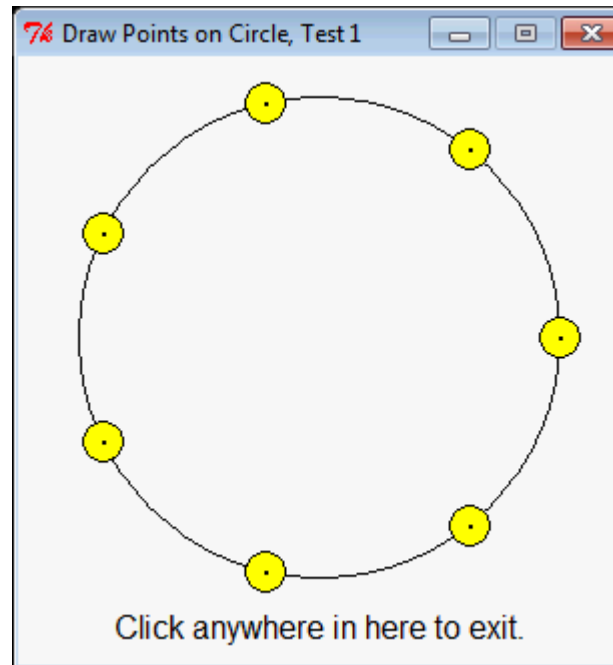 Draw Points on Circle, Test 1
Click anywhere in here to exit.